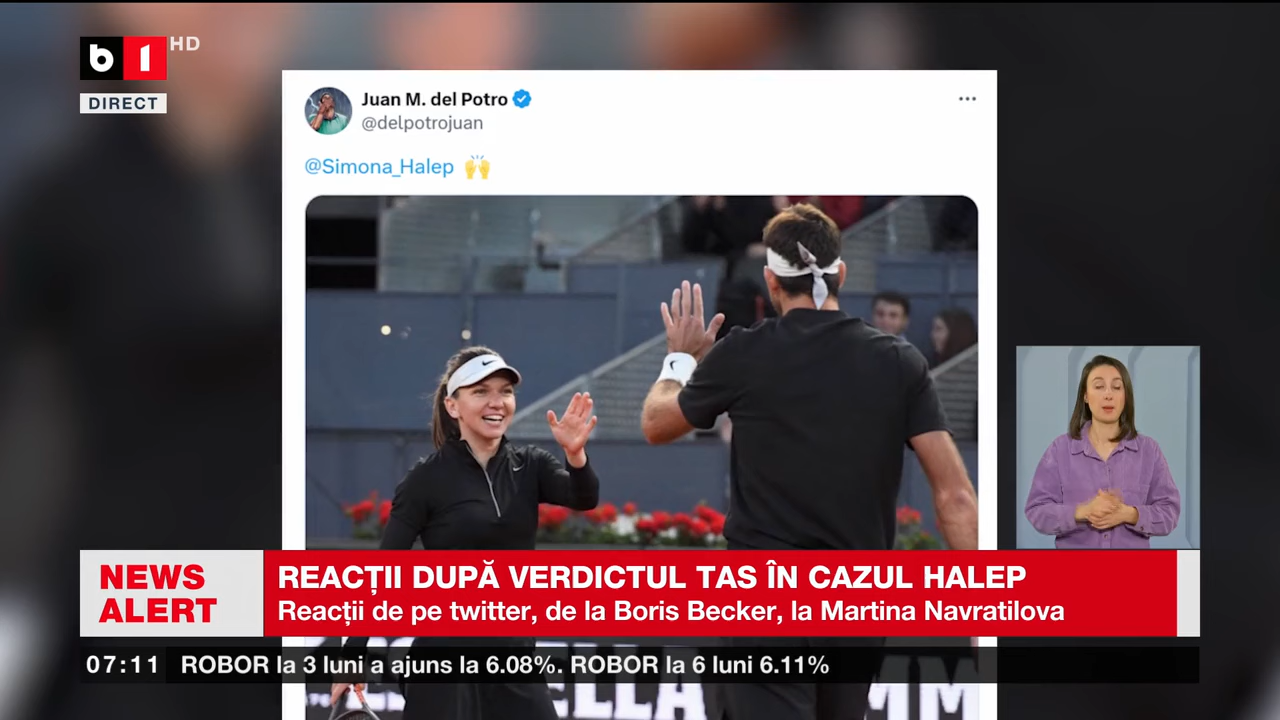 b1 HD
DIRECT
Juan M. del Potro
@delpotrojuan
@Simona_Halep 🙌
NEWS
ALERT
REACȚII DUPĂ VERDICTUL TAS ÎN CAZUL HALEP
Reacții de pe twitter, de la Boris Becker, la Martina Navratilova
07:11 ROBOR la 3 luni a ajuns la 6.08%. ROBOR la 6 luni 6.11%